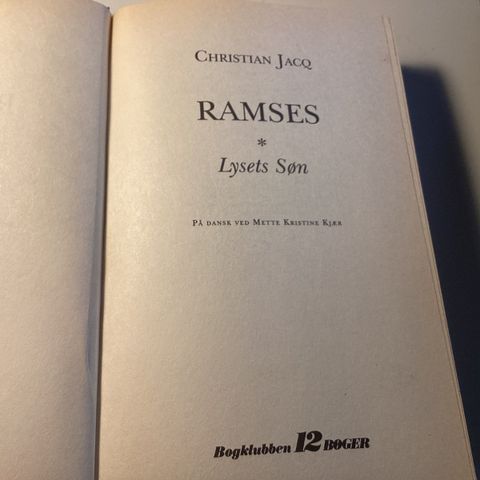 CHRISTIAN JACQ
RAMSES
*
Lysets Søn
PÅ DANSK VED METTE KRISTINE KJÆR
Bogklubben 12 BØGER